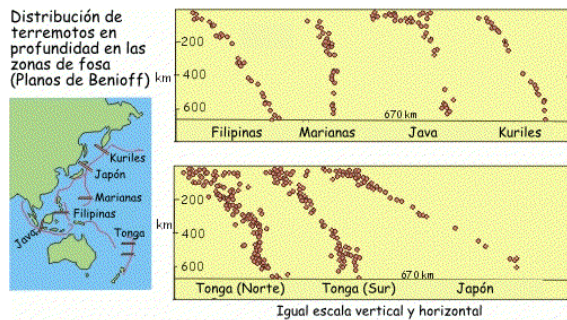 Distribución de
terremotos en
profundidad en las
zonas de fosa
(Planos de Benioff)
km
200
400
600
670 km
Filipinas
Marianas
Java
Kuriles
Kuriles
Japón
Marianas
Filipinas
Java
Tonga
km
200
400
600
670 km
Tonga (Norte)
Tonga (Sur)
Japón
Igual escala vertical y horizontal